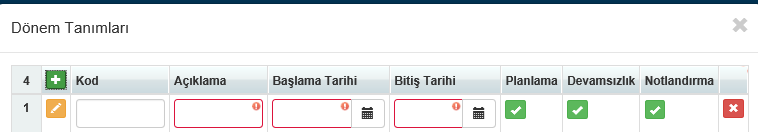 Dönem Tanımları
4 Kod Açıklama Başlama Tarihi Bitiş Tarihi Planlama Devamsızlık Notlandırma
1